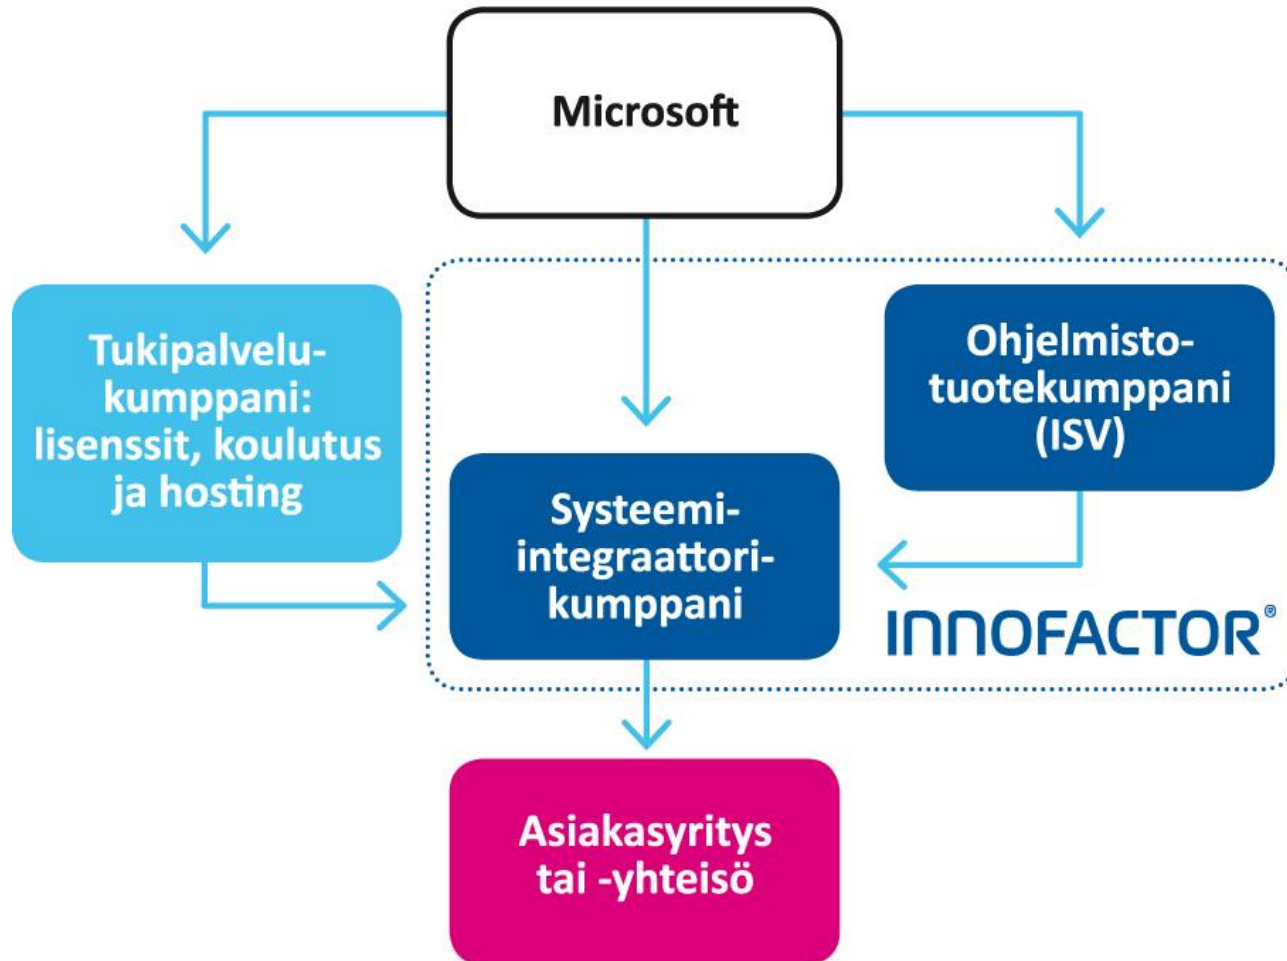 Microsoft
Tukipalvelu-
kumppani:
lisenssit, koulutus
ja hosting
Ohjelmisto-
tuotekumppani
(ISV)
Systeemi-
integraattori-
kumppani
INNOFACTOR®
Asiakasyritys
tai -yhteisö